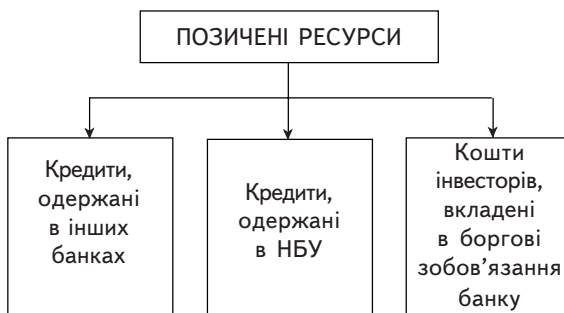 ПОЗИЧЕНІ РЕСУРСИ
Кредити,
одержані
в інших
банках
Кредити,
одержані
в НБУ
Кошти
інвесторів,
вкладені
в боргові
зобов’язання
банку